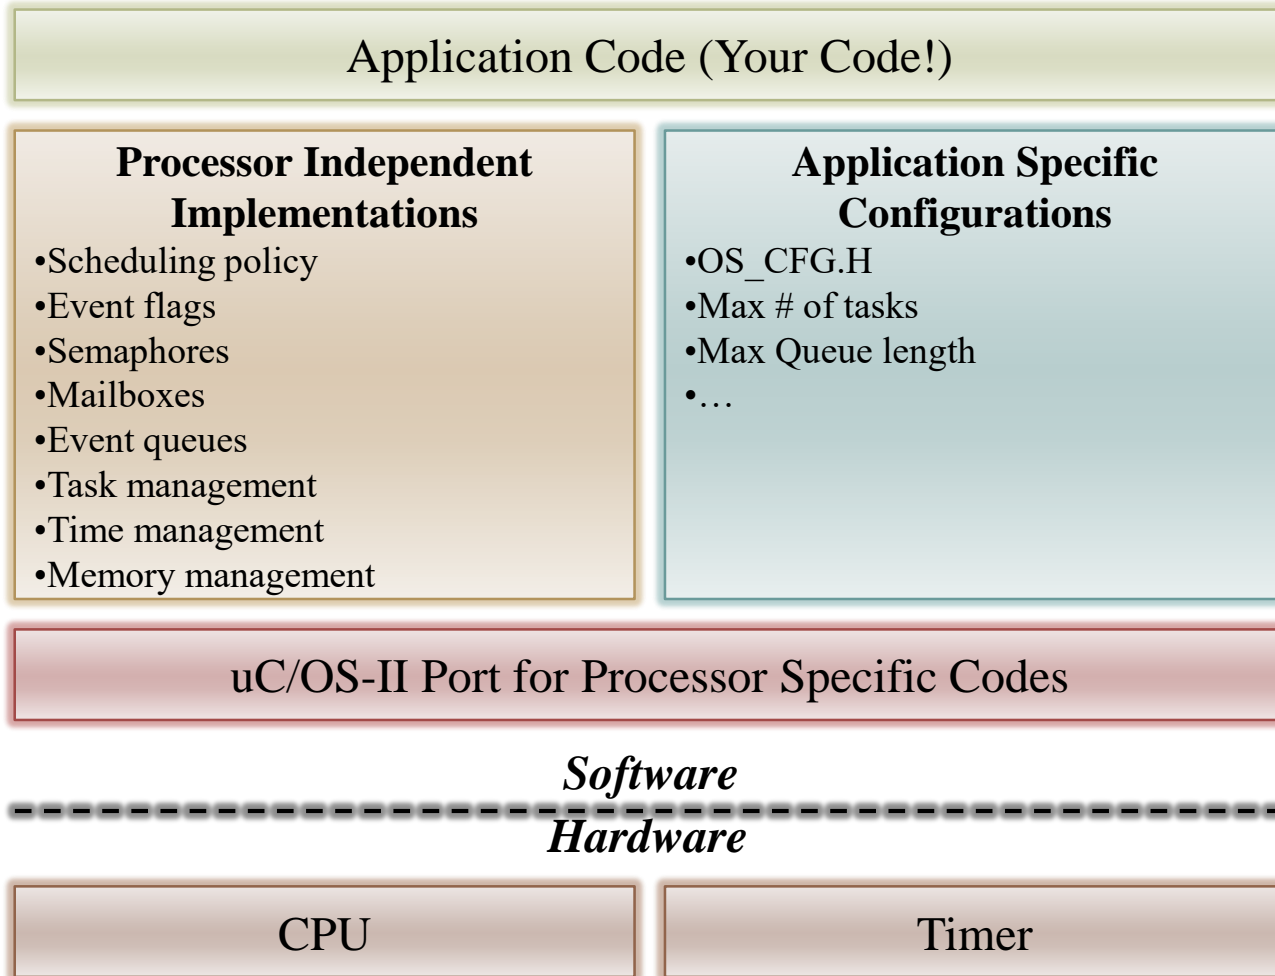 Application Code (Your Code!)
Processor Independent
Implementations
•Scheduling policy
•Event flags
•Semaphores
•Mailboxes
•Event queues
•Task management
•Time management
•Memory management
Application Specific
Configurations
•OS_CFG.H
•Max # of tasks
•Max Queue length
•…
uC/OS-II Port for Processor Specific Codes
Software
Hardware
CPU
Timer